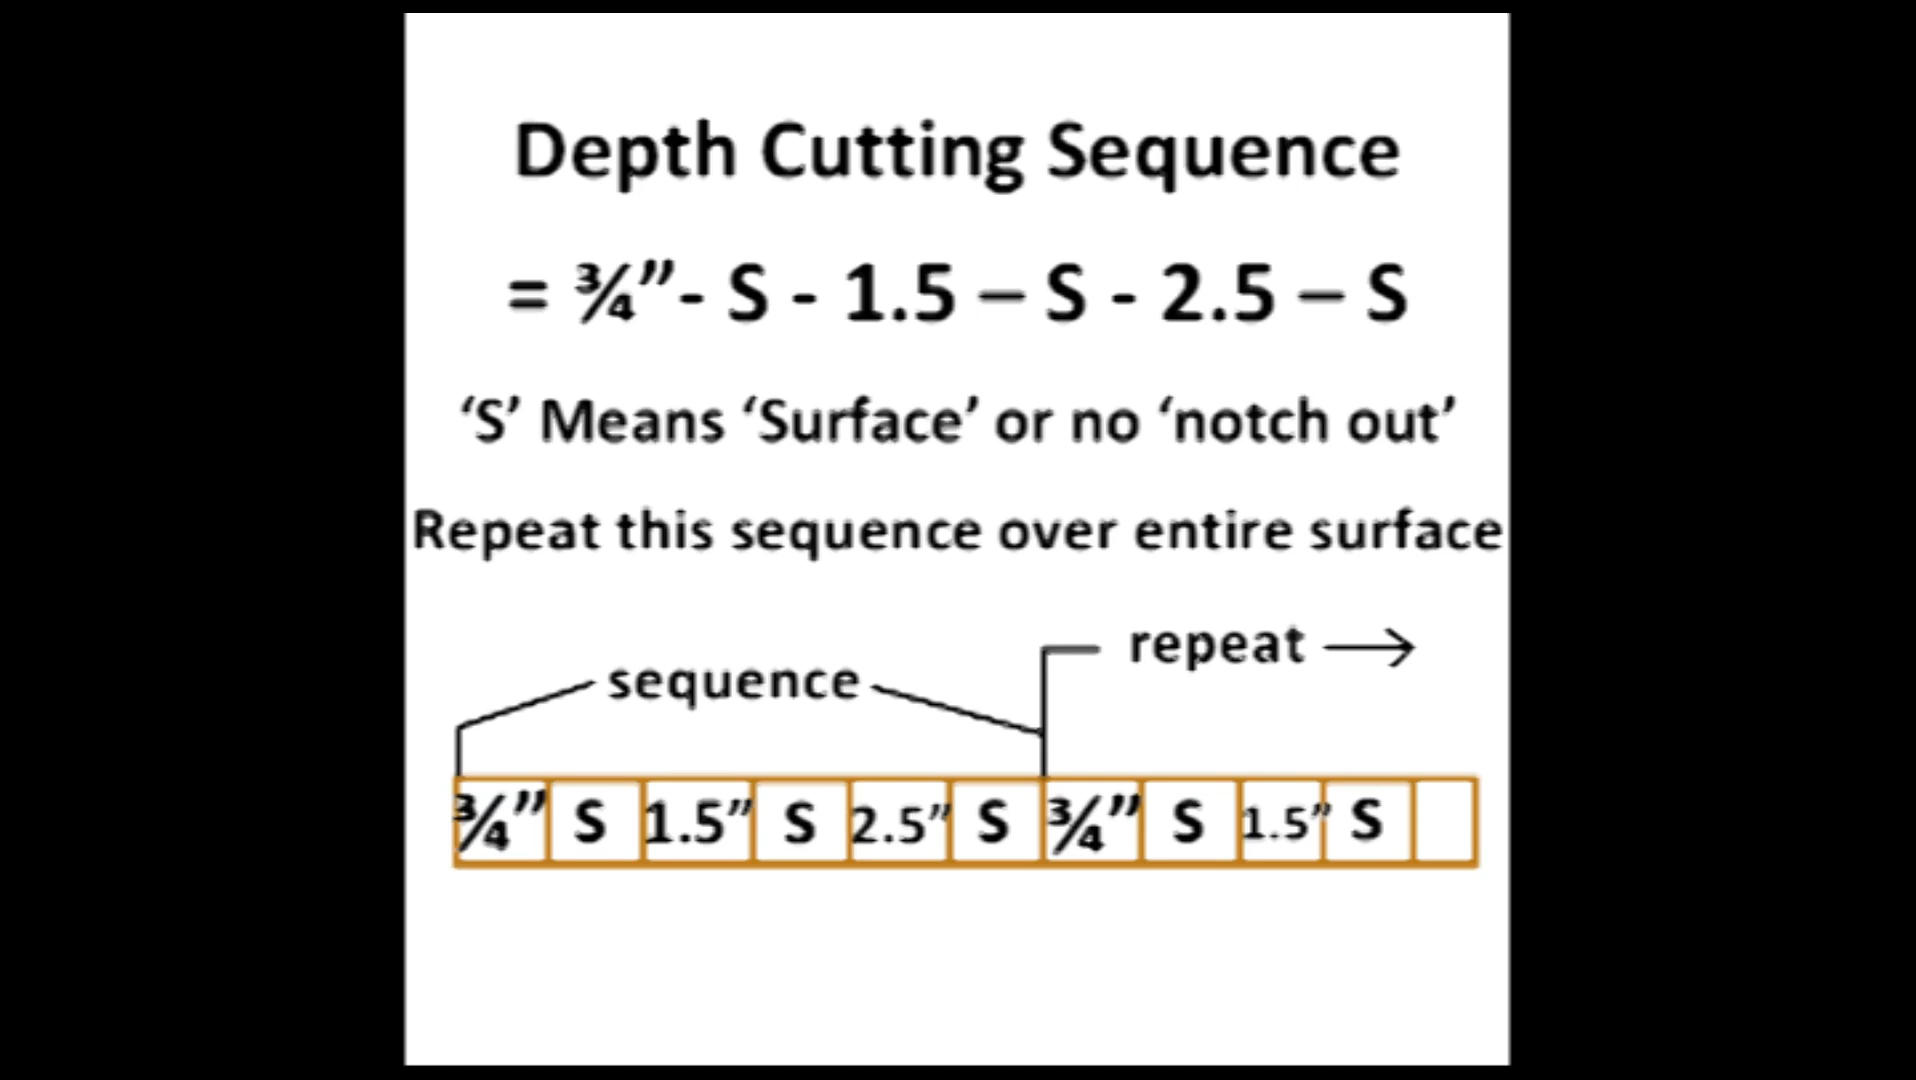 Depth Cutting Sequence
= ¾”- S - 1.5 – S - 2.5 – S
‘S’ Means ‘Surface’ or no ‘notch out’
Repeat this sequence over entire surface
repeat
sequence
¾” S 1.5” S 2.5” S ¾” S 1.5” S